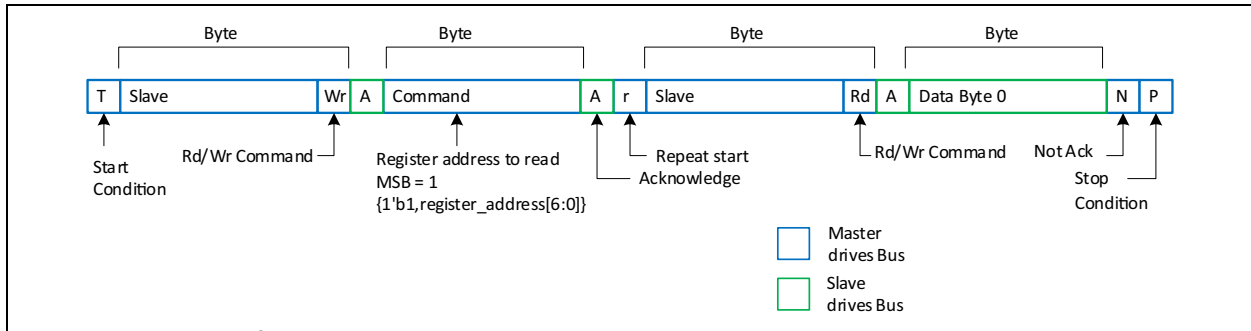 Byte Byte Byte Byte
T Slave Wr A Command A r Slave Rd A Data Byte 0 N P
Start
Condition
Rd/Wr Command
Register address to read
MSB = 1
{1'b1,register_address[6:0]}
Repeat start
Acknowledge
Rd/Wr Command
Not Ack
Stop
Condition
Master
drives Bus
Slave
drives Bus